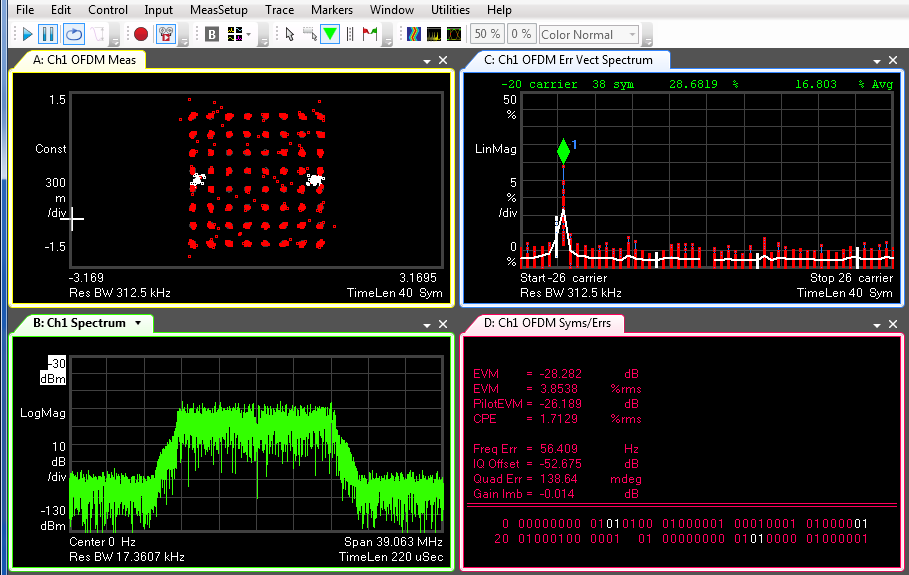 File Edit Control Input MeasSetup Trace Markers Window Utilities Help
B 50 % 0 % Color Normal
A: Ch1 OFDM Meas
1.5
Const
300
m
/div
-1.5
-3.169 3.1695
Res BW 312.5 kHz TimeLen 40 Sym
C: Ch1 OFDM Err Vect Spectrum
-20 carrier 38 sym 28.6819 % 16.803 % Avg
50
%
1
LinMag
5
%
/div
0
%
Start -26 carrier Stop 26 carrier
Res BW 312.5 kHz TimeLen 40 Sym
B: Ch1 Spectrum
-30
dBm
LogMag
10
dB
/div
-130
dBm
Center 0 Hz Span 39.063 MHz
Res BW 17.3607 kHz TimeLen 220 uSec
D: Ch1 OFDM Syms/Errs
EVM = -28.282 dB
EVM = 3.8538 %rms
PilotEVM = -26.189 dB
CPE = 1.7129 %rms
Freq Err = 56.409 Hz
IQ Offset = -52.675 dB
Quad Err = 138.64 mdeg
Gain Imb = -0.014 dB
0 00000000 01010100 01000001 00010001 01000001
20 01000100 0001 01 00000000 01010000 01000001